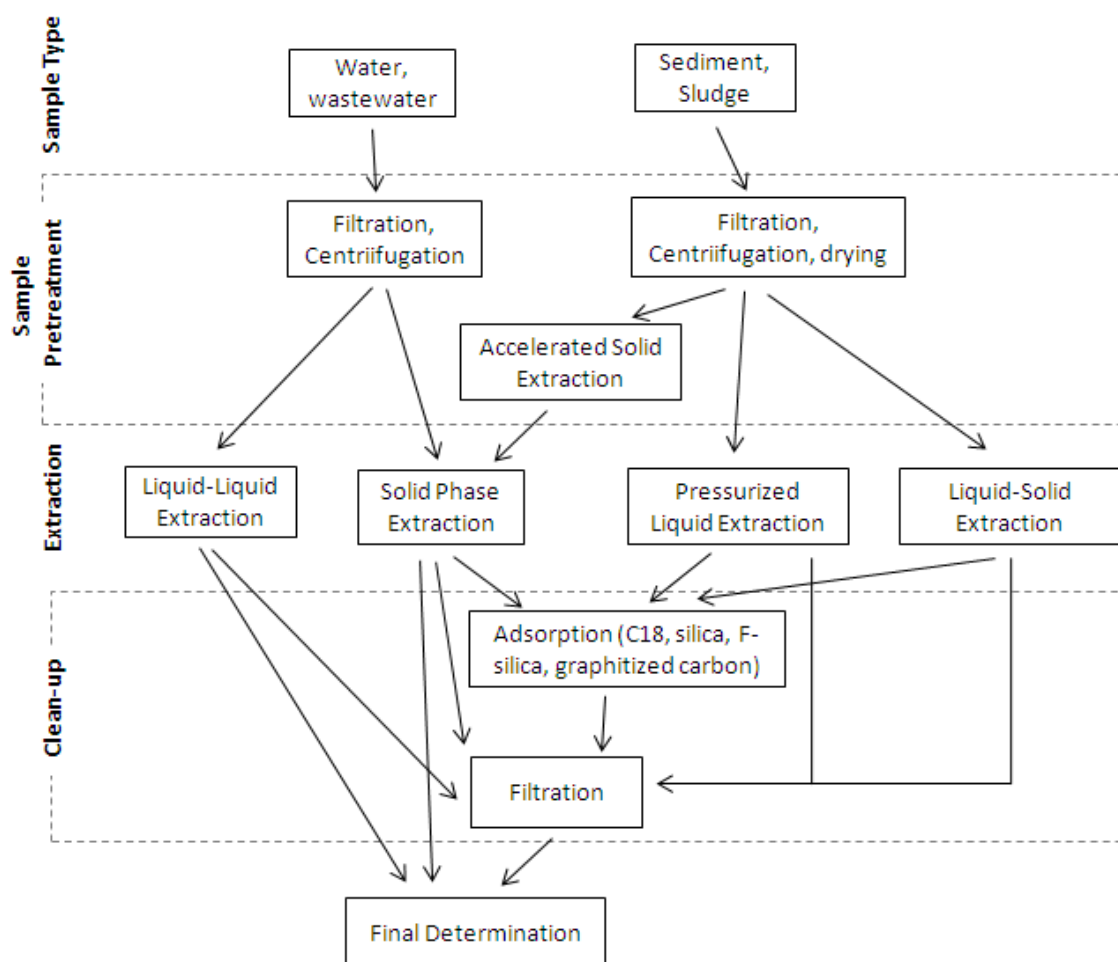 Sample Type
Water,
wastewater
Sediment,
Sludge
Sample
Pretreatment
Filtration,
Centriifugation
Filtration,
Centriifugation, drying
Accelerated Solid
Extraction
Extraction
Liquid-Liquid
Extraction
Solid Phase
Extraction
Pressurized
Liquid Extraction
Liquid-Solid
Extraction
Clean-up
Adsorption (C18, silica, F-
silica, graphitized carbon)
Filtration
Final Determination